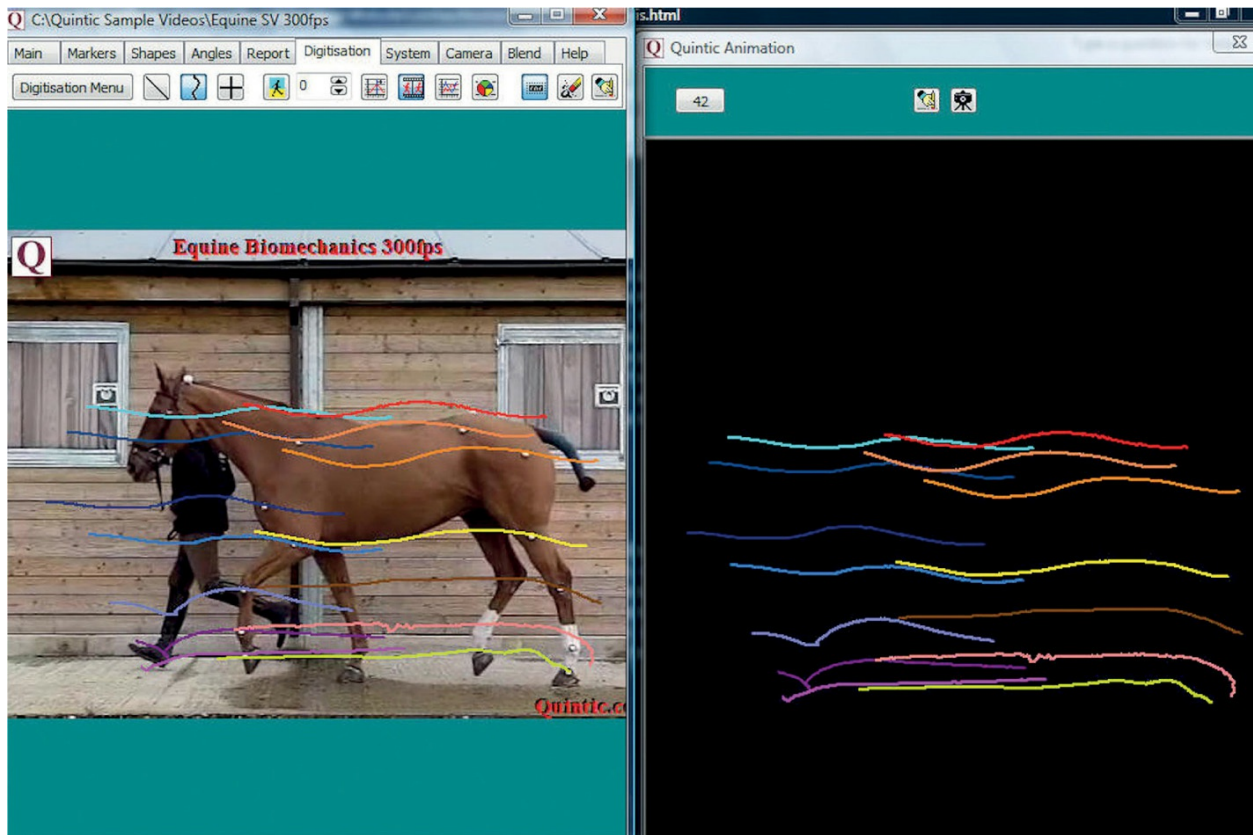 Q C:\Quintic Sample Videos\Equine SV 300fps
Main Markers Shapes Angles Report Digitisation System Camera Blend Help
Digitisation Menu 0
Q
Equine Biomechanics 300fps
Quintic.c
is.html
Q Quintic Animation
42